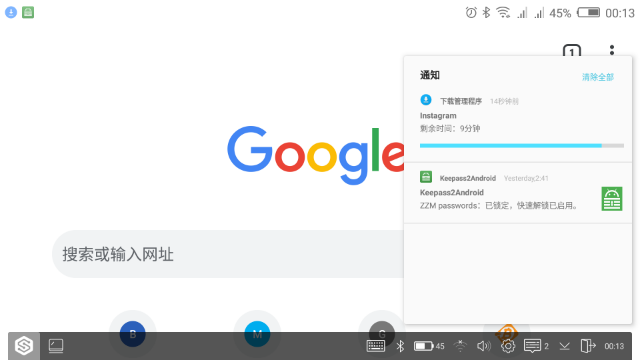 45% 00:13
1
通知 清除全部
下载管理程序 14秒钟前
Instagram
剩余时间：9分钟
Google
Keepass2Android Yesterday,2:41
Keepass2Android
ZZM passwords：已锁定，快速解锁已启用。
搜索或输入网址
B M G
45 2 00:13